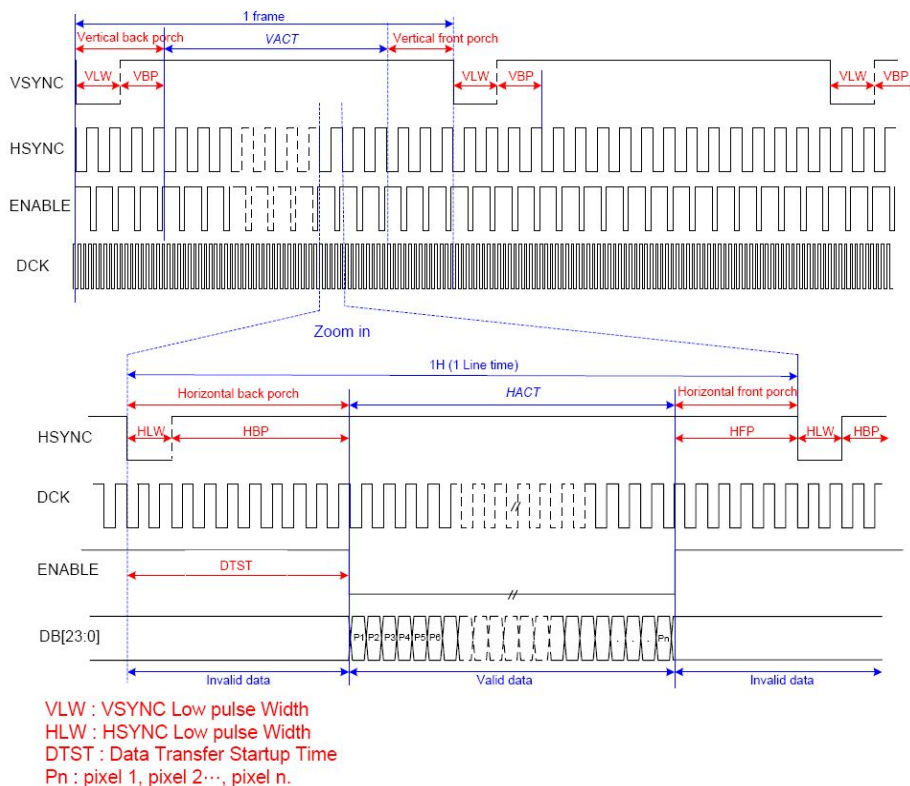 1 frame
Vertical back porch VACT Vertical front porch
VLW VBP VLW VBP VLW VBP
VSYNC
HSYNC
ENABLE
DCK
Zoom in
1H (1 Line time)
Horizontal back porch HACT Horizontal front porch
HSYNC HLW HBP HFP HLW HBP
DCK
//
ENABLE DTST
//
DB[23:0] P1 P2 P3 P4 P5 P6 . . . . Pn
Invalid data Valid data Invalid data
VLW : VSYNC Low pulse Width
HLW : HSYNC Low pulse Width
DTST : Data Transfer Startup Time
Pn : pixel 1, pixel 2···, pixel n.